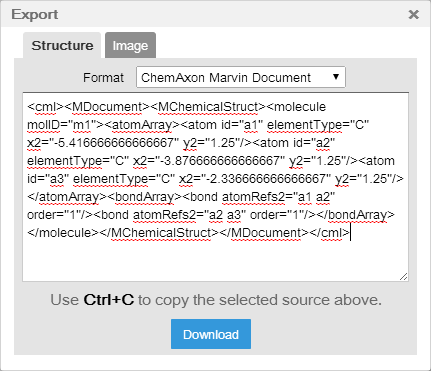 Export
Structure Image
Format ChemAxon Marvin Document
<cml><MDocument><MChemicalStruct><molecule
molID="m1"><atomArray><atom id="a1" elementType="C"
x2="-5.416666666666667" y2="1.25"/><atom id="a2"
elementType="C" x2="-3.876666666666667" y2="1.25"/><atom
id="a3" elementType="C" x2="-2.336666666666667" y2="1.25"/>
</atomArray><bondArray><bond atomRefs2="a1 a2"
order="1"/><bond atomRefs2="a2 a3" order="1"/></bondArray>
</molecule></MChemicalStruct></MDocument></cml>
Use Ctrl+C to copy the selected source above.
Download